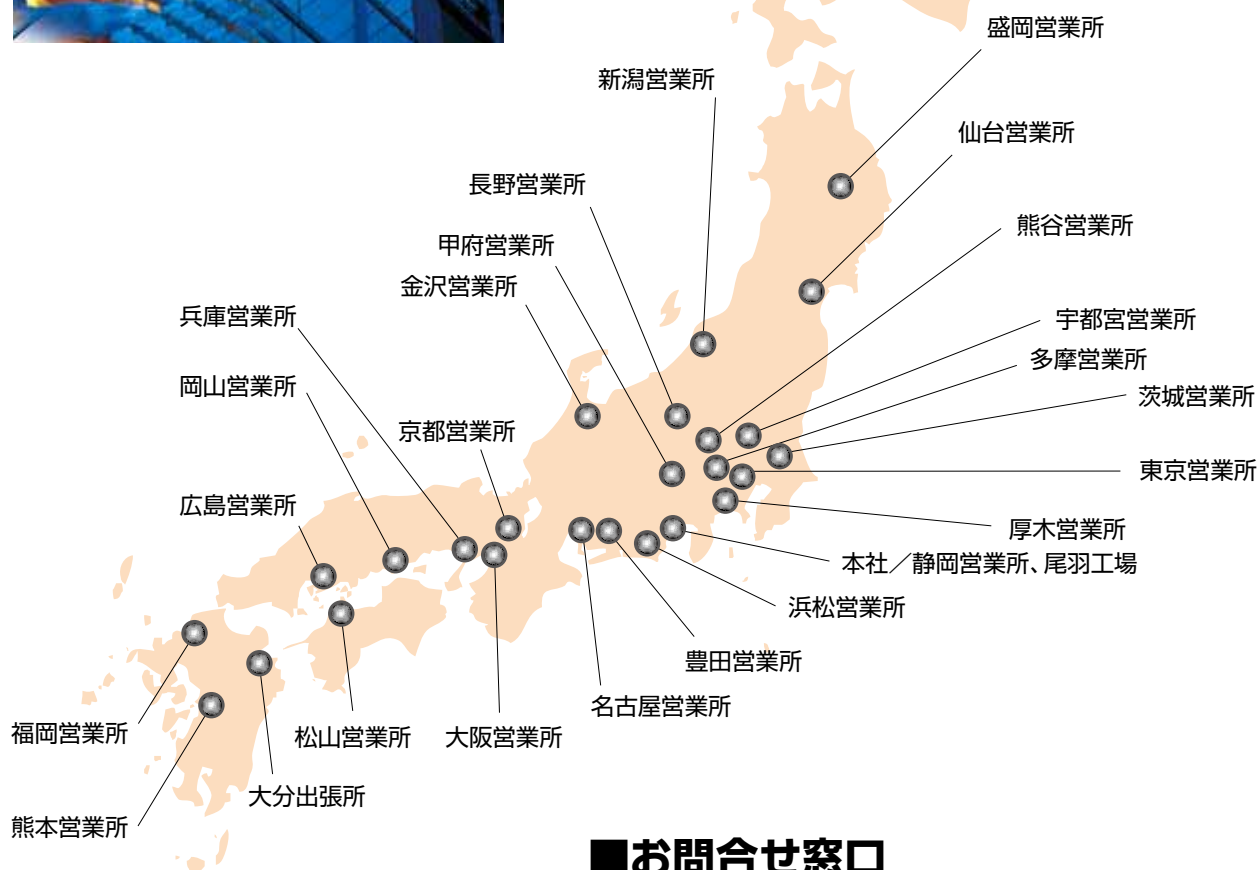 盛岡営業所
新潟営業所
仙台営業所
長野営業所
熊谷営業所
甲府営業所
金沢営業所
兵庫営業所
宇都宮営業所
多摩営業所
岡山営業所
茨城営業所
京都営業所
東京営業所
広島営業所
厚木営業所
本社／静岡営業所、尾羽工場
浜松営業所
豊田営業所
名古屋営業所
福岡営業所
松山営業所
大阪営業所
大分出張所
熊本営業所
■お問合せ窓口